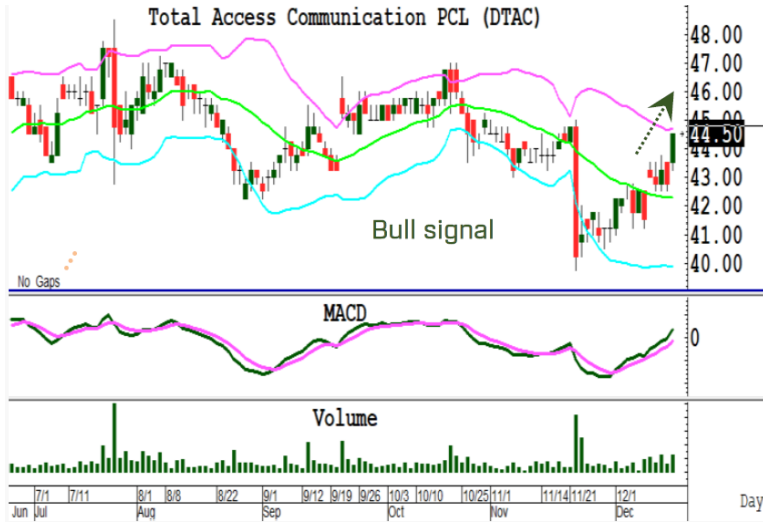 Total Access Communication PCL (DTAC)
48.00
47.00
46.00
45.00
44.50
44.00
43.00
42.00
41.00
40.00
Bull signal
No Gaps
MACD
0
Volume
7/1 7/11 8/1 8/8 8/22 9/1 9/12 9/19 9/26 10/3 10/10 10/25 11/1 11/14 11/21 12/1
Jun Jul Aug Sep Oct Nov Dec
Day